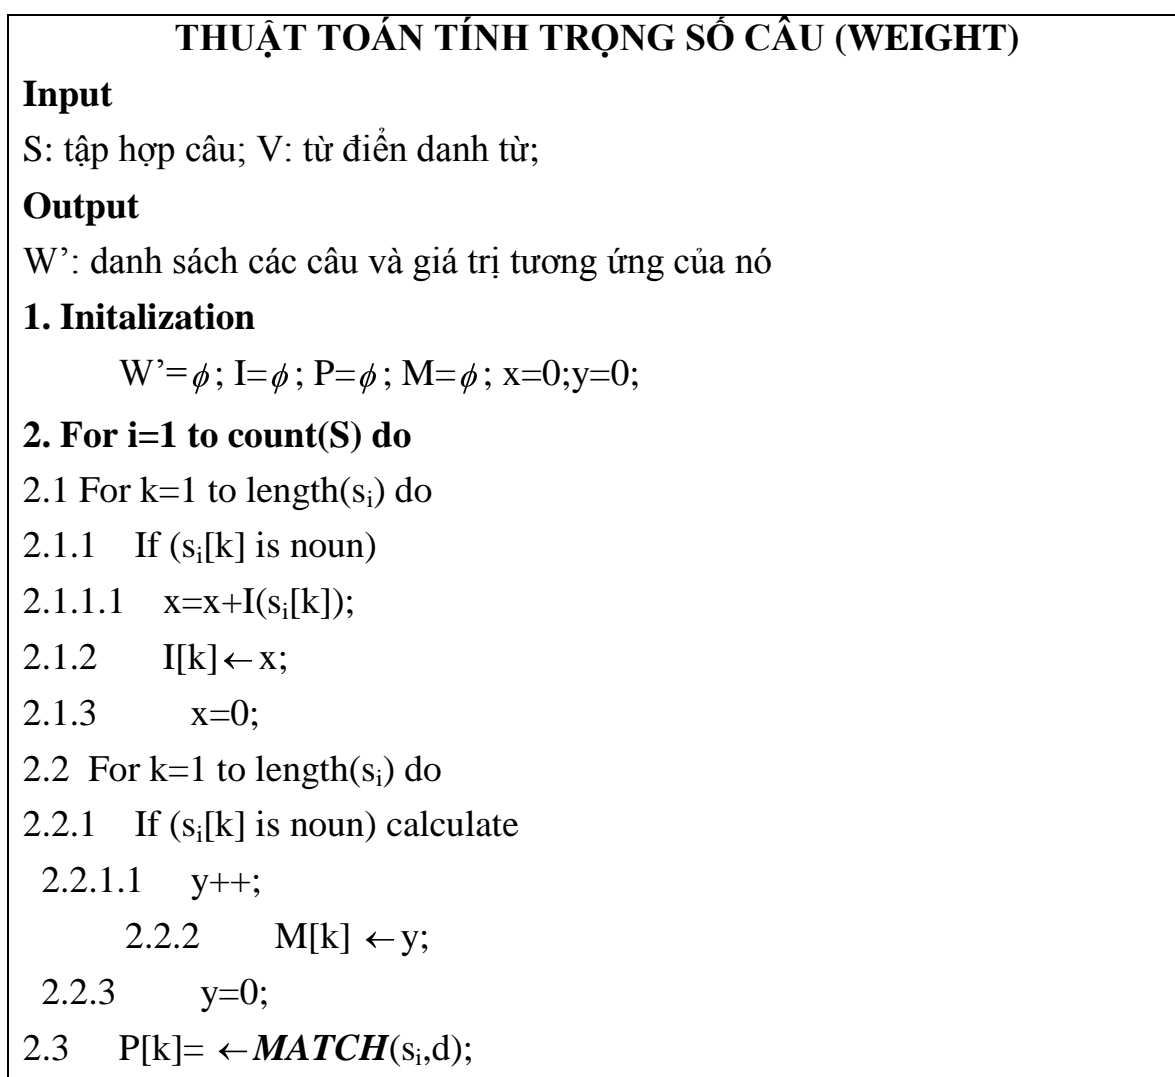 THUẬT TOÁN TÍNH TRỌNG SỐ CÂU (WEIGHT)
Input
S: tập hợp câu; V: từ điển danh từ;
Output
W’: danh sách các câu và giá trị tương ứng của nó
1. Initalization
W’=ϕ; I=ϕ; P=ϕ; M=ϕ; x=0;y=0;
2. For i=1 to count(S) do
2.1 For k=1 to length(sᵢ) do
2.1.1 If (sᵢ[k] is noun)
2.1.1.1 x=x+I(sᵢ[k]);
2.1.2 I[k]←x;
2.1.3 x=0;
2.2 For k=1 to length(sᵢ) do
2.2.1 If (sᵢ[k] is noun) calculate
2.2.1.1 y++;
2.2.2 M[k] ←y;
2.2.3 y=0;
2.3 P[k]= ←MATCH(sᵢ,d);